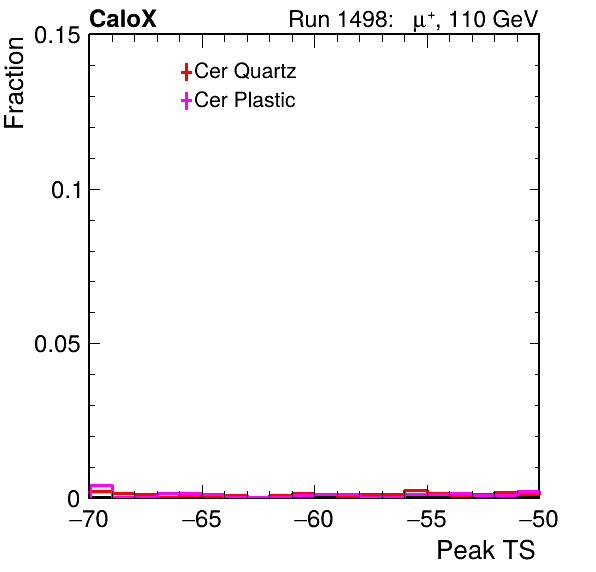 CaloX Run 1498: μ⁺, 110 GeV
Fraction
Cer Quartz
Cer Plastic
0.15
0.1
0.05
0
−70 −65 −60 −55 −50
Peak TS